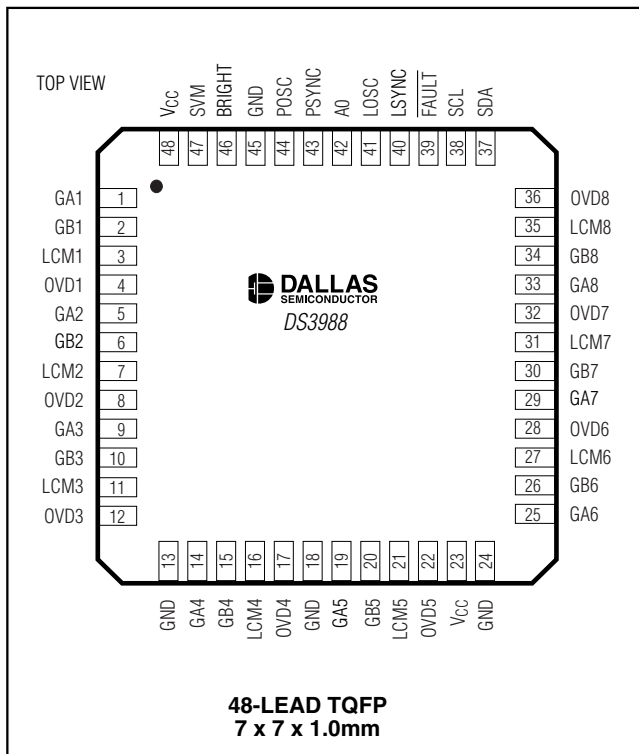 TOP VIEW
VCC
SVM
BRIGHT
GND
POSC
PSYNC
A0
LOSC
LSYNC
FAULT
SCL
SDA
48
47
46
45
44
43
42
41
40
39
38
37
GA1 1
GB1 2
LCM1 3
OVD1 4
GA2 5
GB2 6
LCM2 7
OVD2 8
GA3 9
GB3 10
LCM3 11
OVD3 12
DALLAS
SEMICONDUCTOR
DS3988
36 OVD8
35 LCM8
34 GB8
33 GA8
32 OVD7
31 LCM7
30 GB7
29 GA7
28 OVD6
27 LCM6
26 GB6
25 GA6
13
14
15
16
17
18
19
20
21
22
23
24
GND
GA4
GB4
LCM4
OVD4
GND
GA5
GB5
LCM5
OVD5
VCC
GND
48-LEAD TQFP
7 x 7 x 1.0mm